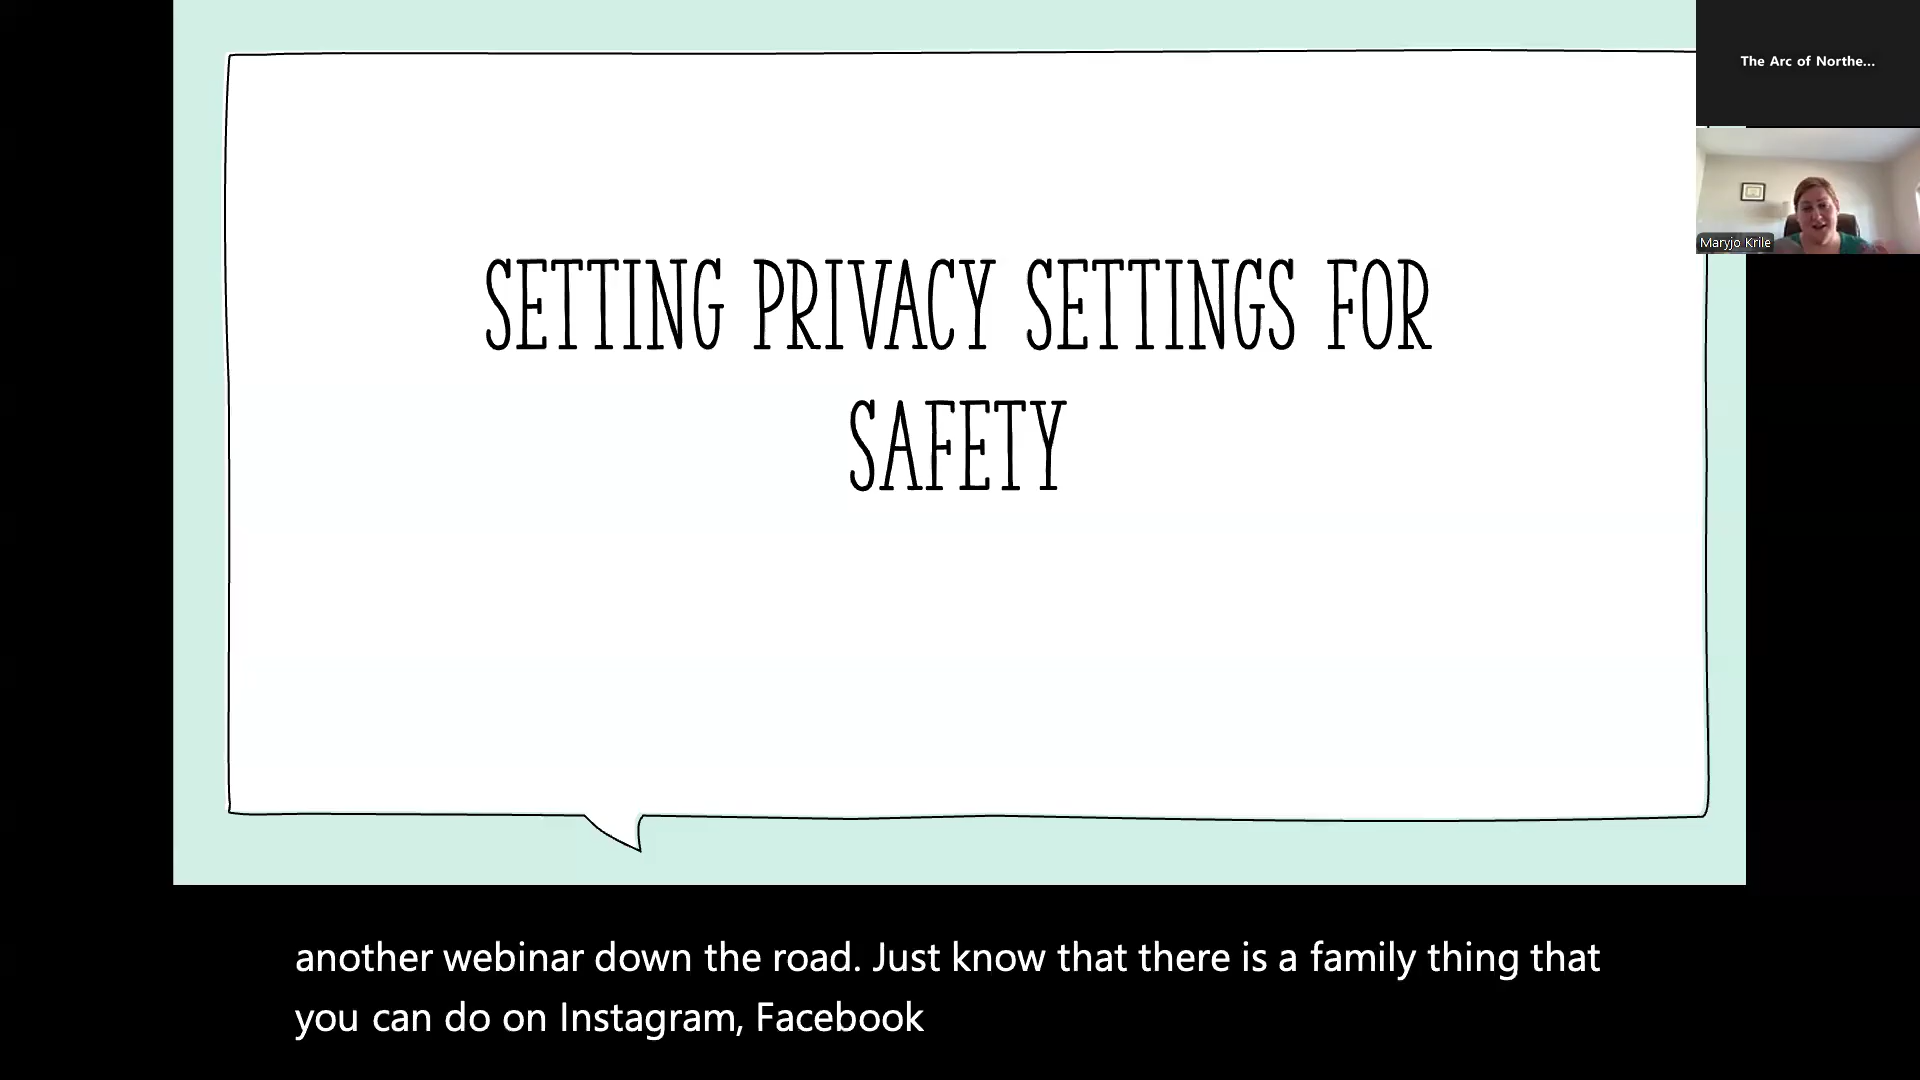 The Arc of Northe...
Maryjo Krile
SETTING PRIVACY SETTINGS FOR
SAFETY
another webinar down the road. Just know that there is a family thing that
you can do on Instagram, Facebook